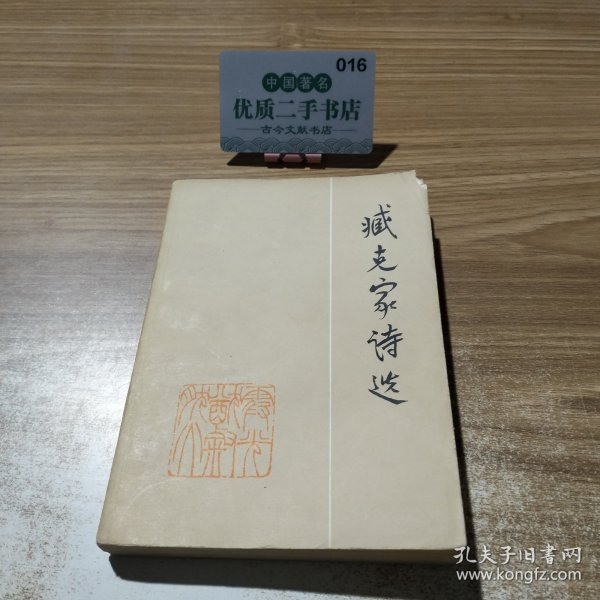 016
中国著名
优质二手书店
古今文献书店
臧克家诗选
孔夫子旧书网
www.kongfz.com